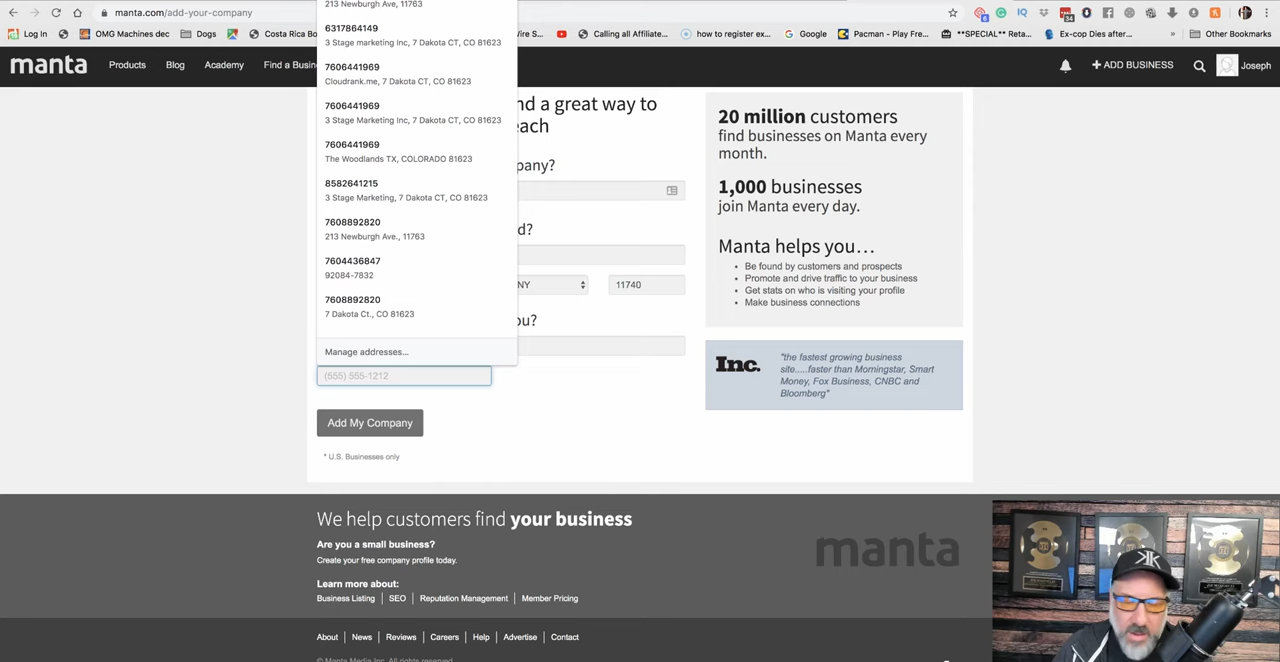 manta.com/add-your-company
6
34
Log In
OMG Machines dec
Dogs
Costa Rica Bo
Vire S...
Calling all Affiliate...
how to register ex...
Google
Pacman - Play Fre...
**SPECIAL** Reta...
Ex-cop Dies after...
»
Other Bookmarks
manta
Products
Blog
Academy
Find a Busin
+ ADD BUSINESS
Joseph
213 Newburgh Ave, 11763
6317864149
3 Stage marketing Inc, 7 Dakota CT, CO 81623
7606441969
Cloudrank.me, 7 Dakota CT, CO 81623
7606441969
3 Stage Marketing Inc, 7 Dakota CT, CO 81623
7606441969
The Woodlands TX, COLORADO 81623
8582641215
3 Stage Marketing, 7 Dakota CT, CO 81623
7608892820
213 Newburgh Ave., 11763
7604436847
92084-7832
7608892820
7 Dakota Ct., CO 81623
Manage addresses...
nd a great way to
each
pany?
d?
NY
11740
ou?
(555) 555-1212
Add My Company
* U.S. Businesses only
20 million customers
find businesses on Manta every
month.
1,000 businesses
join Manta every day.
Manta helps you...
• Be found by customers and prospects
• Promote and drive traffic to your business
• Get stats on who is visiting your profile
• Make business connections
Inc.
"the fastest growing business
site.....faster than Morningstar, Smart
Money, Fox Business, CNBC and
Bloomberg"
We help customers find your business
Are you a small business?
Create your free company profile today.
Learn more about:
Business Listing
SEO
Reputation Management
Member Pricing
manta
About
News
Reviews
Careers
Help
Advertise
Contact
© Manta Media Inc. All rights reserved.